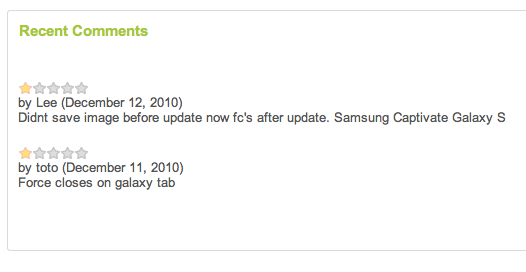 Recent Comments
by Lee (December 12, 2010)
Didnt save image before update now fc's after update. Samsung Captivate Galaxy S
by toto (December 11, 2010)
Force closes on galaxy tab